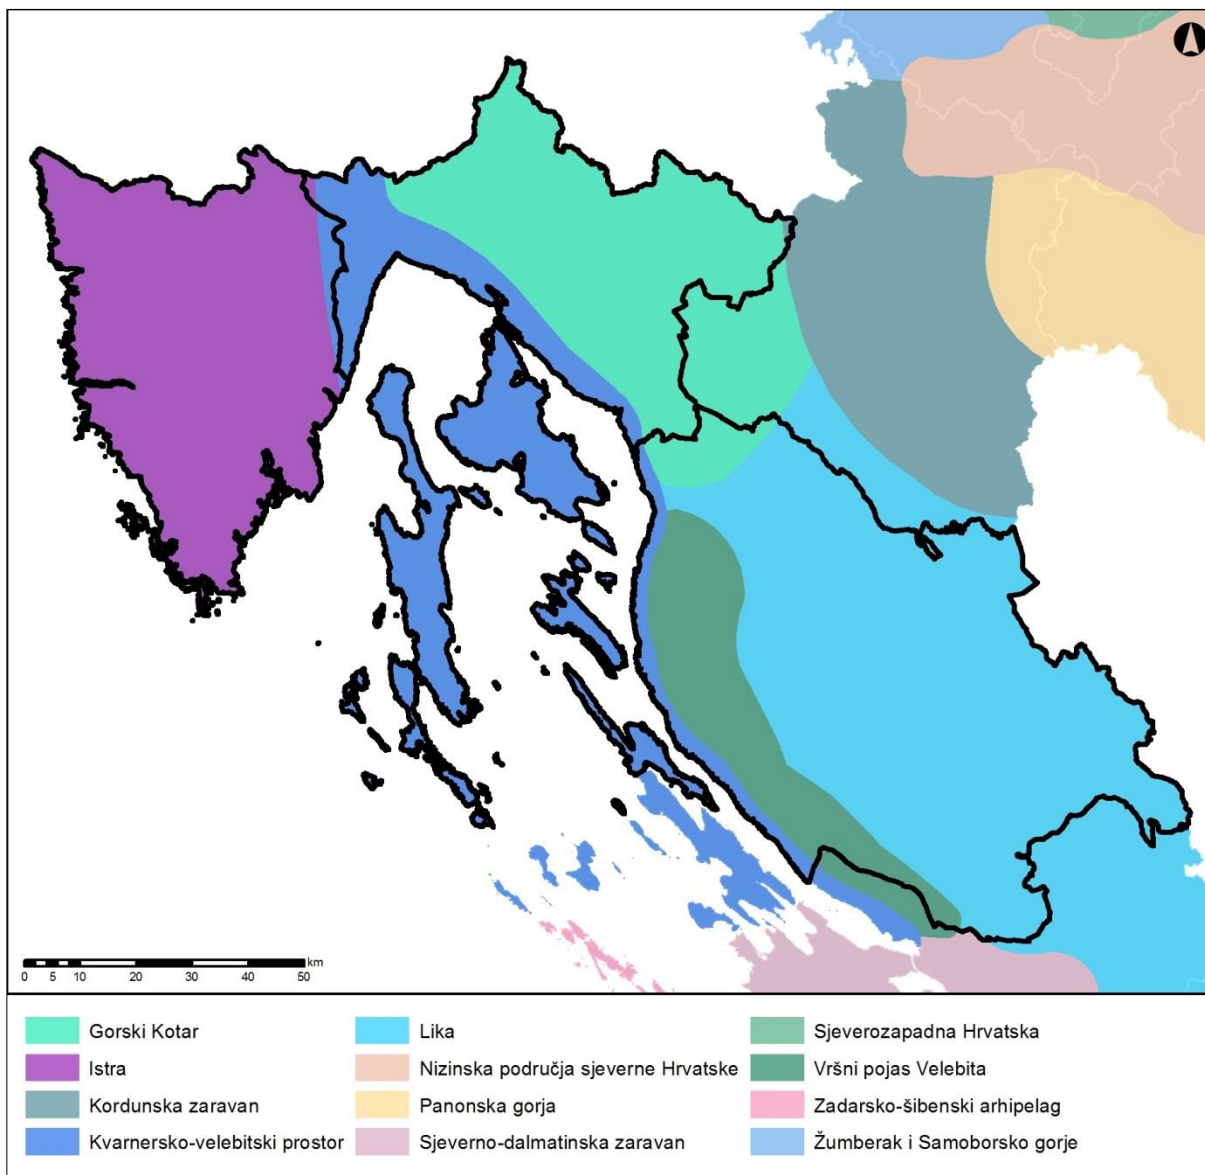 km
0 5 10 20 30 40 50
Gorski Kotar
Istra
Kordunska zaravan
Kvarnersko-velebitski prostor
Lika
Nizinska područja sjeverne Hrvatske
Panonska gorja
Sjeverno-dalmatinska zaravan
Sjeverozapadna Hrvatska
Vršni pojas Velebita
Zadarsko-šibenski arhipelag
Žumberak i Samoborsko gorje